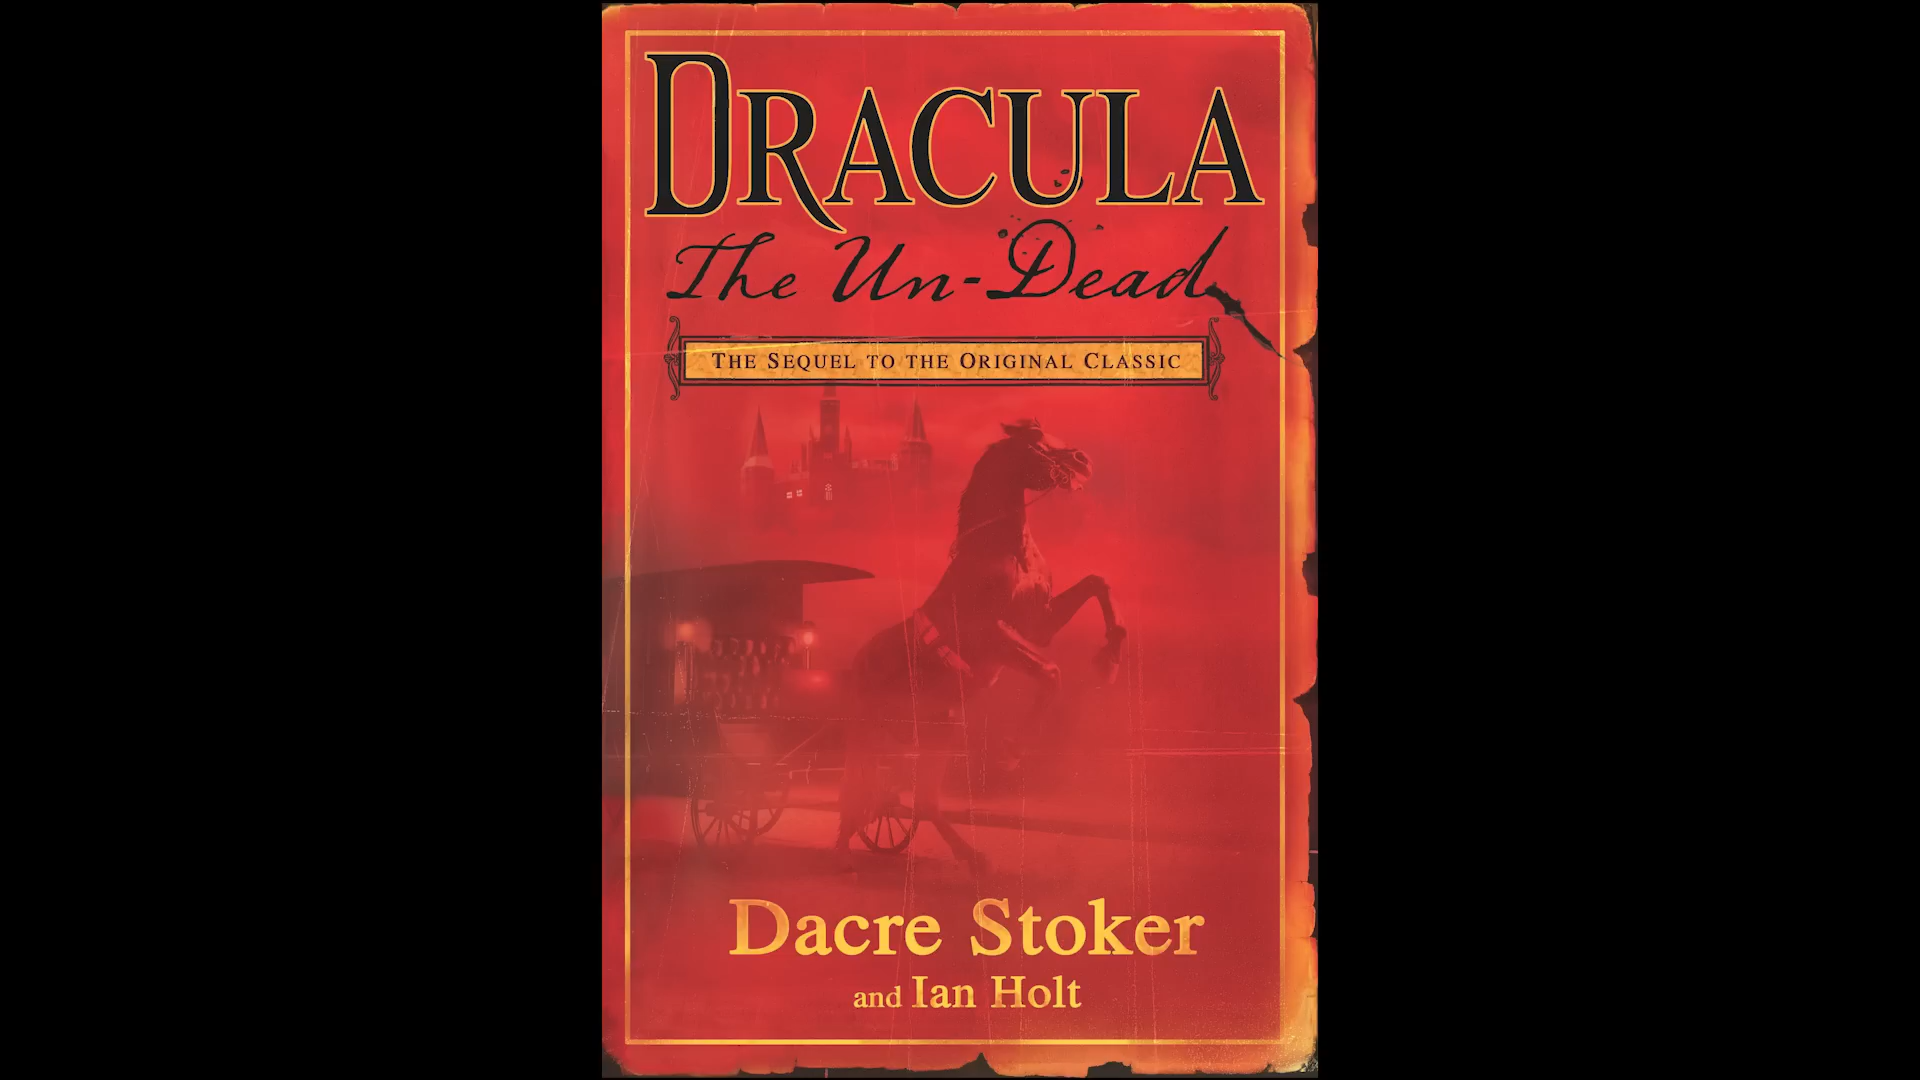 DRACULA
The Un-Dead
THE SEQUEL TO THE ORIGINAL CLASSIC
Dacre Stoker
and Ian Holt